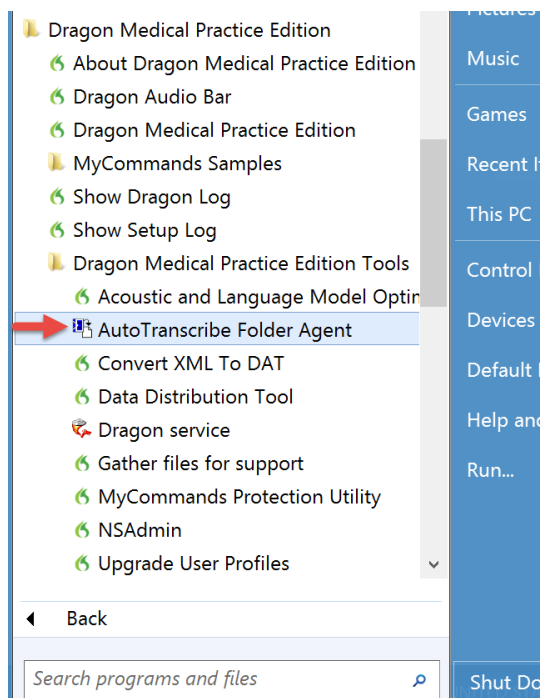 Dragon Medical Practice Edition
About Dragon Medical Practice Edition
Dragon Audio Bar
Dragon Medical Practice Edition
MyCommands Samples
Show Dragon Log
Show Setup Log
Dragon Medical Practice Edition Tools
Acoustic and Language Model Optim
AutoTranscribe Folder Agent
Convert XML To DAT
Data Distribution Tool
Dragon service
Gather files for support
MyCommands Protection Utility
NSAdmin
Upgrade User Profiles
Back
Search programs and files
Pictures
Music
Games
Recent
This PC
Control
Devices
Default
Help and
Run...
Shut Do